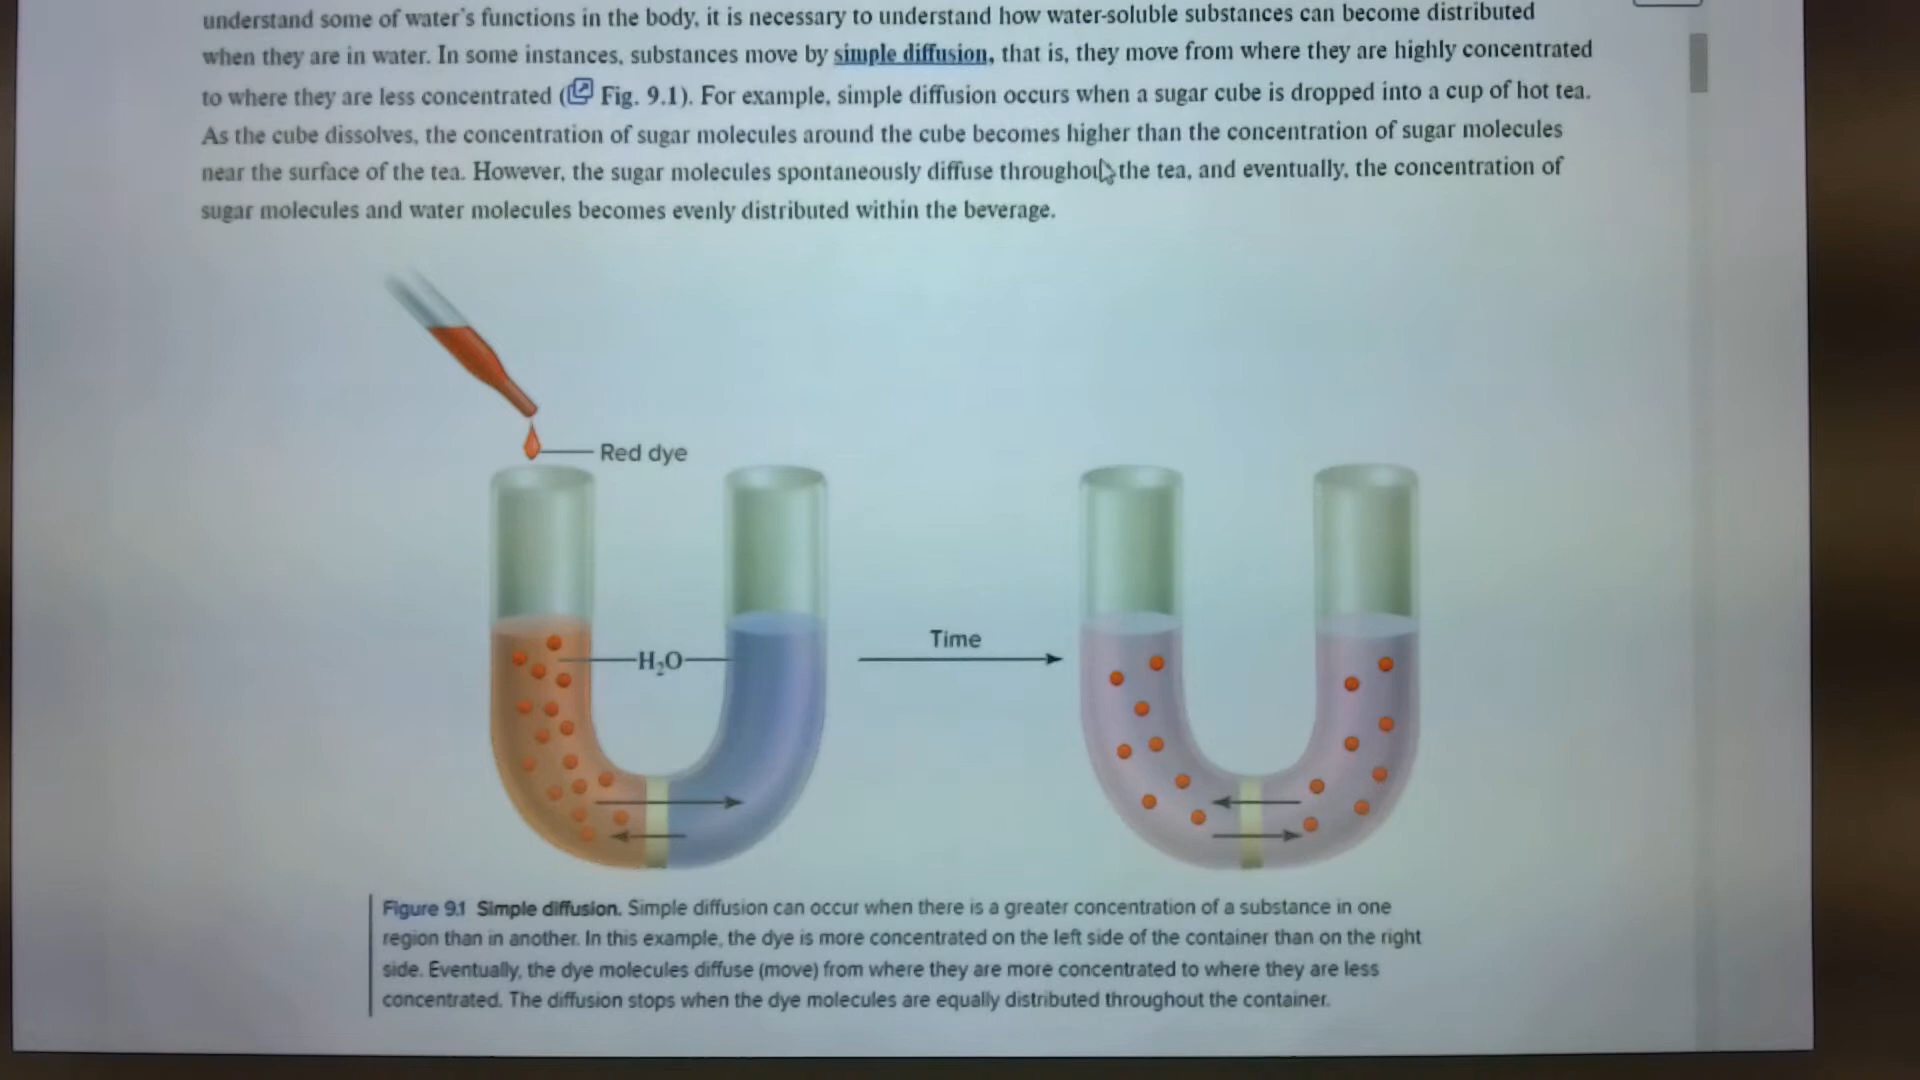 understand some of water's functions in the body, it is necessary to understand how water-soluble substances can become distributed
when they are in water. In some instances, substances move by simple diffusion, that is, they move from where they are highly concentrated
to where they are less concentrated ( Fig. 9.1). For example, simple diffusion occurs when a sugar cube is dropped into a cup of hot tea.
As the cube dissolves, the concentration of sugar molecules around the cube becomes higher than the concentration of sugar molecules
near the surface of the tea. However, the sugar molecules spontaneously diffuse throughout the tea, and eventually, the concentration of
sugar molecules and water molecules becomes evenly distributed within the beverage.
Red dye
H₂O
Time
Figure 9.1 Simple diffusion. Simple diffusion can occur when there is a greater concentration of a substance in one
region than in another. In this example, the dye is more concentrated on the left side of the container than on the right
side. Eventually, the dye molecules diffuse (move) from where they are more concentrated to where they are less
concentrated. The diffusion stops when the dye molecules are equally distributed throughout the container.